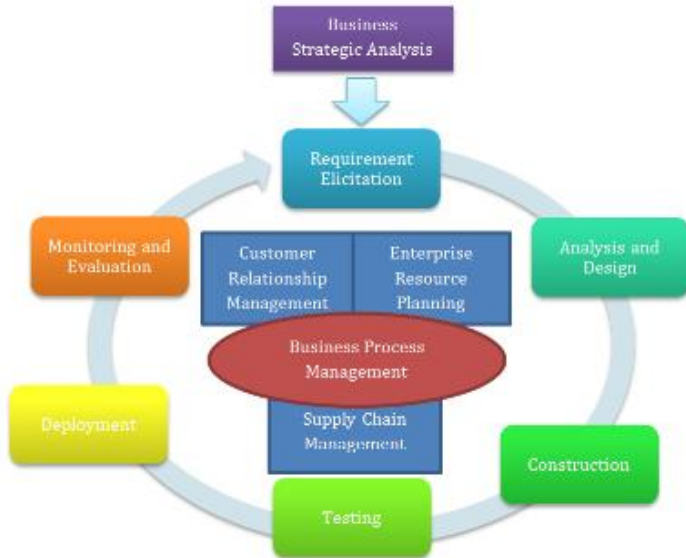 Business
Strategic Analysis
Requirement
Elicitation
Monitoring and
Evaluation
Customer
Relationship
Management
Enterprise
Resource
Planning
Analysis and
Design
Business Process
Management
Deployment
Supply Chain
Management
Construction
Testing